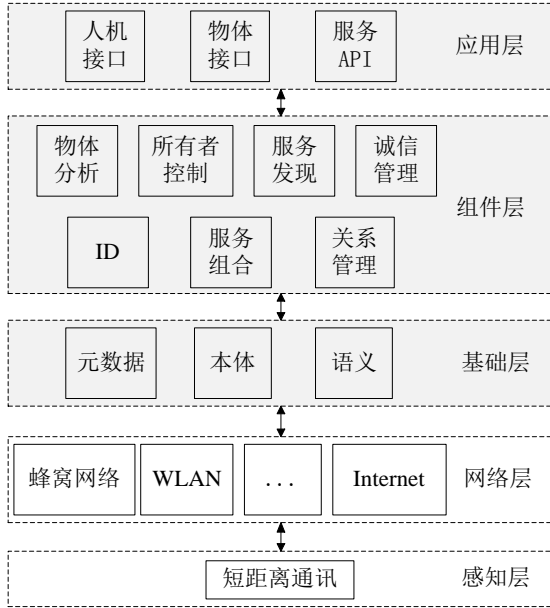 人机
接口
物体
接口
服务
API
应用层
物体
分析
所有者
控制
服务
发现
诚信
管理
组件层
ID
服务
组合
关系
管理
元数据
本体
语义
基础层
蜂窝网络
WLAN
...
Internet
网络层
短距离通讯
感知层